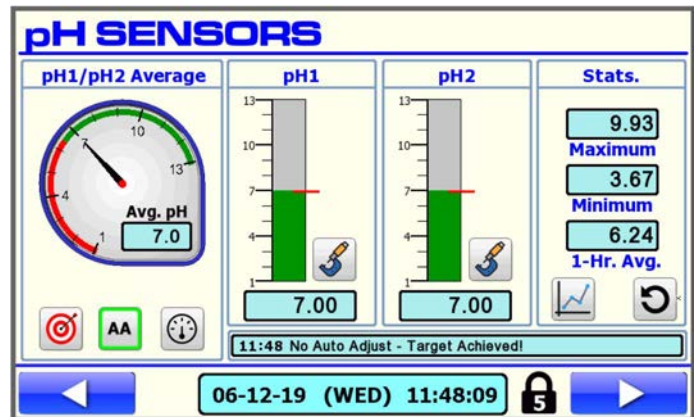 pH SENSORS
pH1/pH2 Average
1
4
7
10
13
Avg. pH
7.0
AA
pH1
13
10
7
4
1
7.00
pH2
13
10
7
4
1
7.00
Stats.
9.93
Maximum
3.67
Minimum
6.24
1-Hr. Avg.
<
11:48 No Auto Adjust - Target Achieved!
06-12-19 (WED) 11:48:09
5